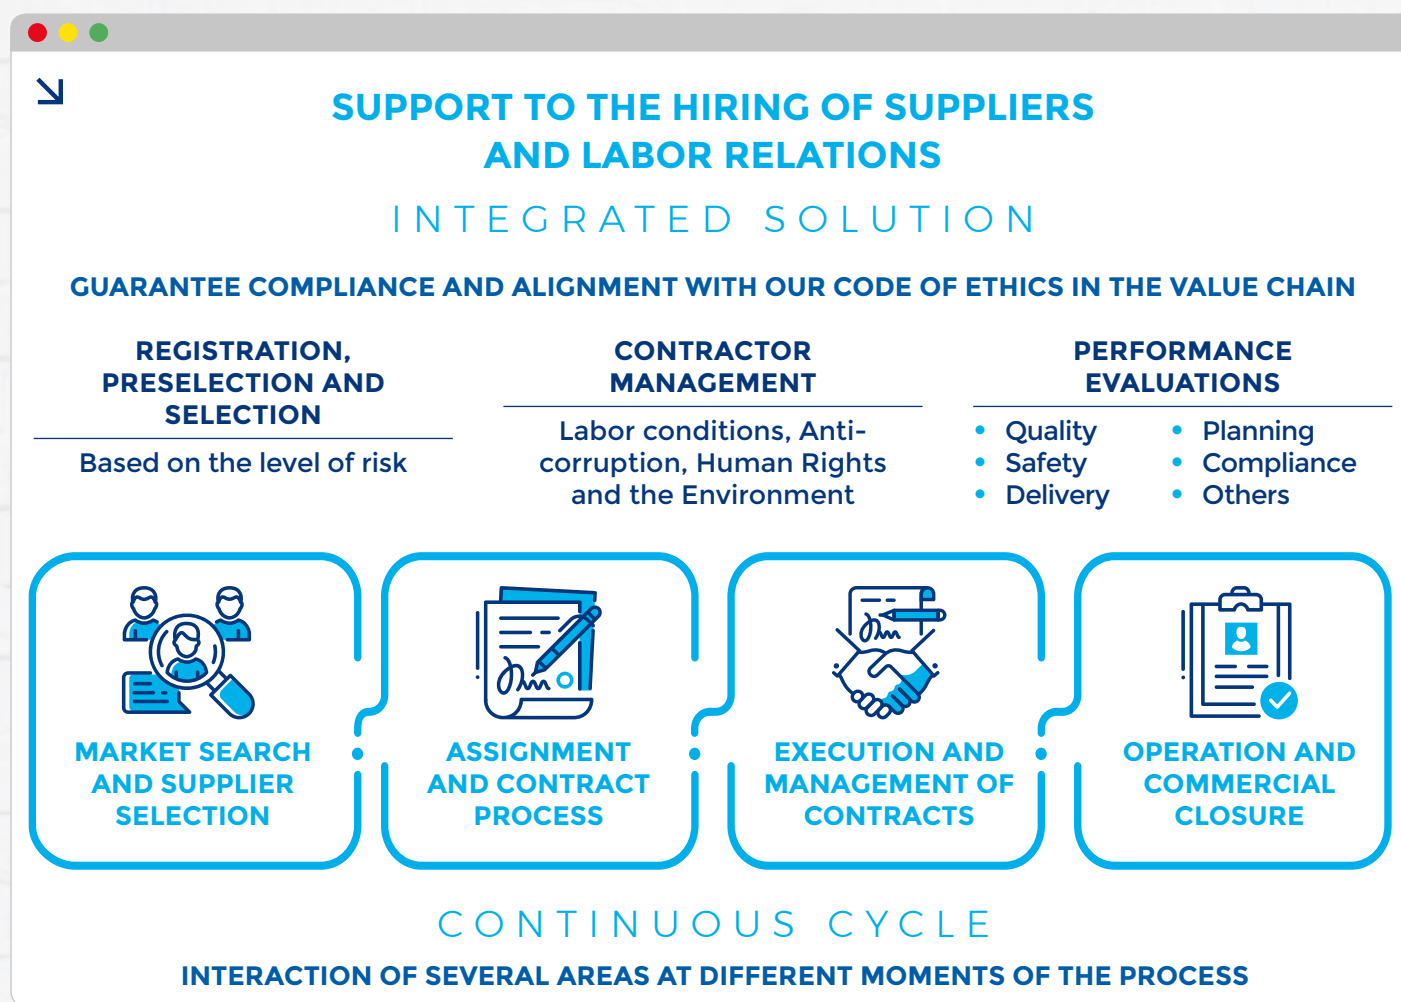 SUPPORT TO THE HIRING OF SUPPLIERS
AND LABOR RELATIONS
INTEGRATED SOLUTION
GUARANTEE COMPLIANCE AND ALIGNMENT WITH OUR CODE OF ETHICS IN THE VALUE CHAIN
REGISTRATION,
PRESELECTION AND
SELECTION
Based on the level of risk
CONTRACTOR
MANAGEMENT
Labor conditions, Anti-
corruption, Human Rights
and the Environment
PERFORMANCE
EVALUATIONS
• Quality
• Safety
• Delivery
• Planning
• Compliance
• Others
MARKET SEARCH
AND SUPPLIER
SELECTION
ASSIGNMENT
AND CONTRACT
PROCESS
EXECUTION AND
MANAGEMENT OF
CONTRACTS
OPERATION AND
COMMERCIAL
CLOSURE
CONTINUOUS CYCLE
INTERACTION OF SEVERAL AREAS AT DIFFERENT MOMENTS OF THE PROCESS